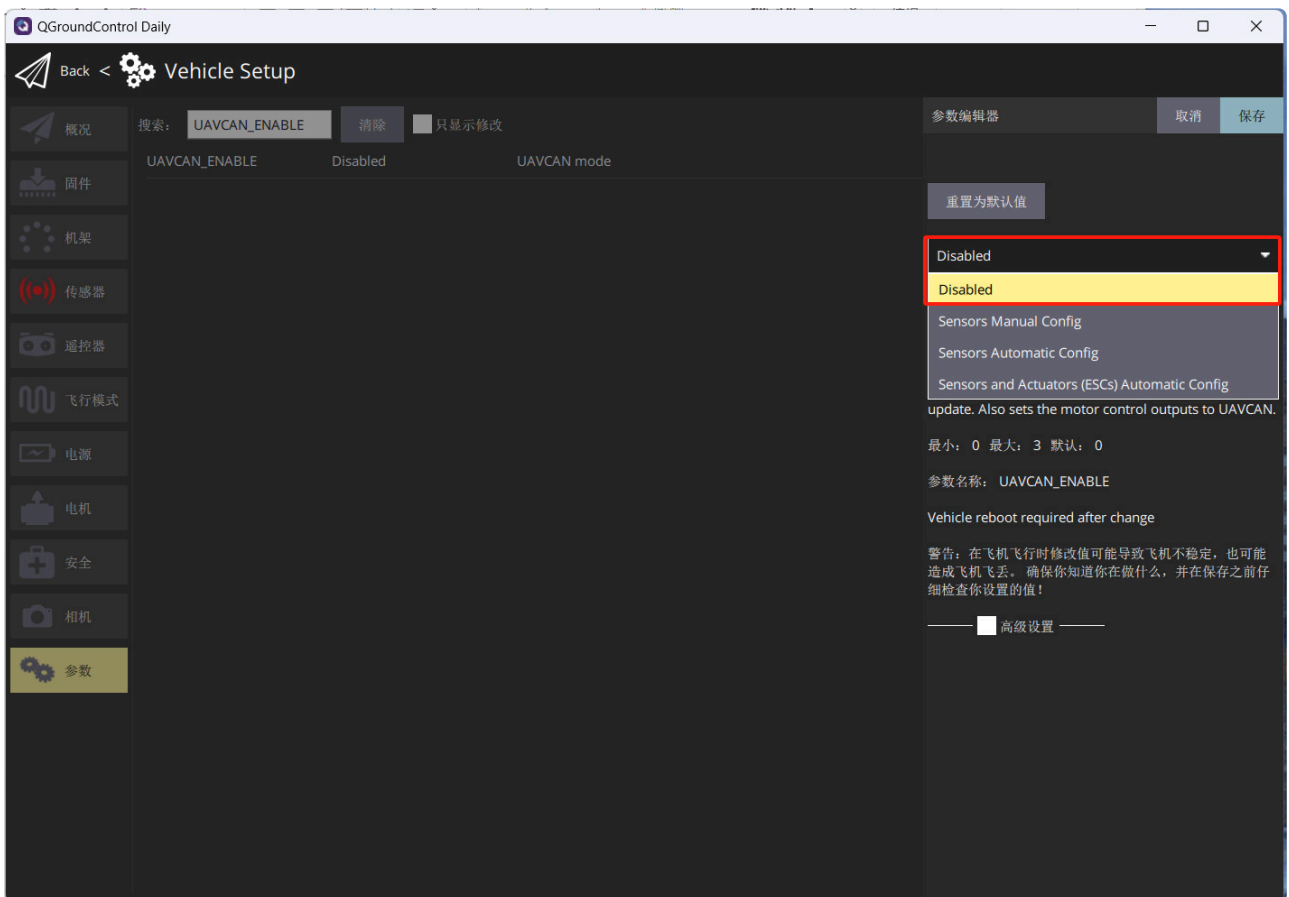 QGroundControl Daily
Back < Vehicle Setup
概况
固件
机架
传感器
遥控器
飞行模式
电源
电机
安全
相机
参数
搜索： UAVCAN_ENABLE 清除 只显示修改
UAVCAN_ENABLE Disabled UAVCAN mode
参数编辑器 取消 保存
重置为默认值
Disabled
Disabled
Sensors Manual Config
Sensors Automatic Config
Sensors and Actuators (ESCs) Automatic Config
update. Also sets the motor control outputs to UAVCAN.
最小： 0 最大： 3 默认： 0
参数名称： UAVCAN_ENABLE
Vehicle reboot required after change
警告：在飞机飞行时修改值可能导致飞机不稳定，也可能
造成飞机飞丢。 确保你知道你在做什么，并在保存之前仔
细检查你设置的值！
高级设置